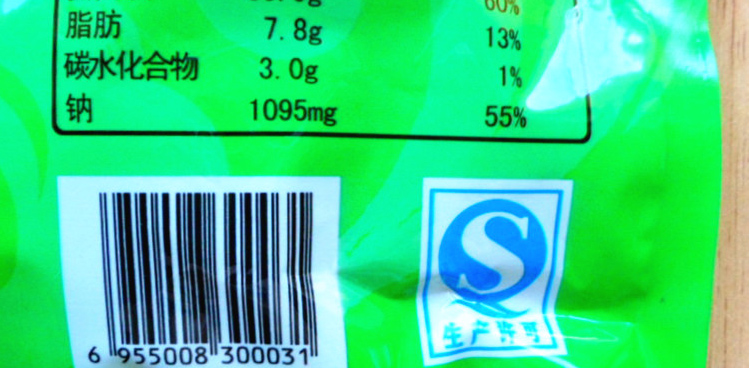 60%
脂肪 7.8g 13%
碳水化合物 3.0g 1%
钠 1095mg 55%
6 955008 300031
生产许可